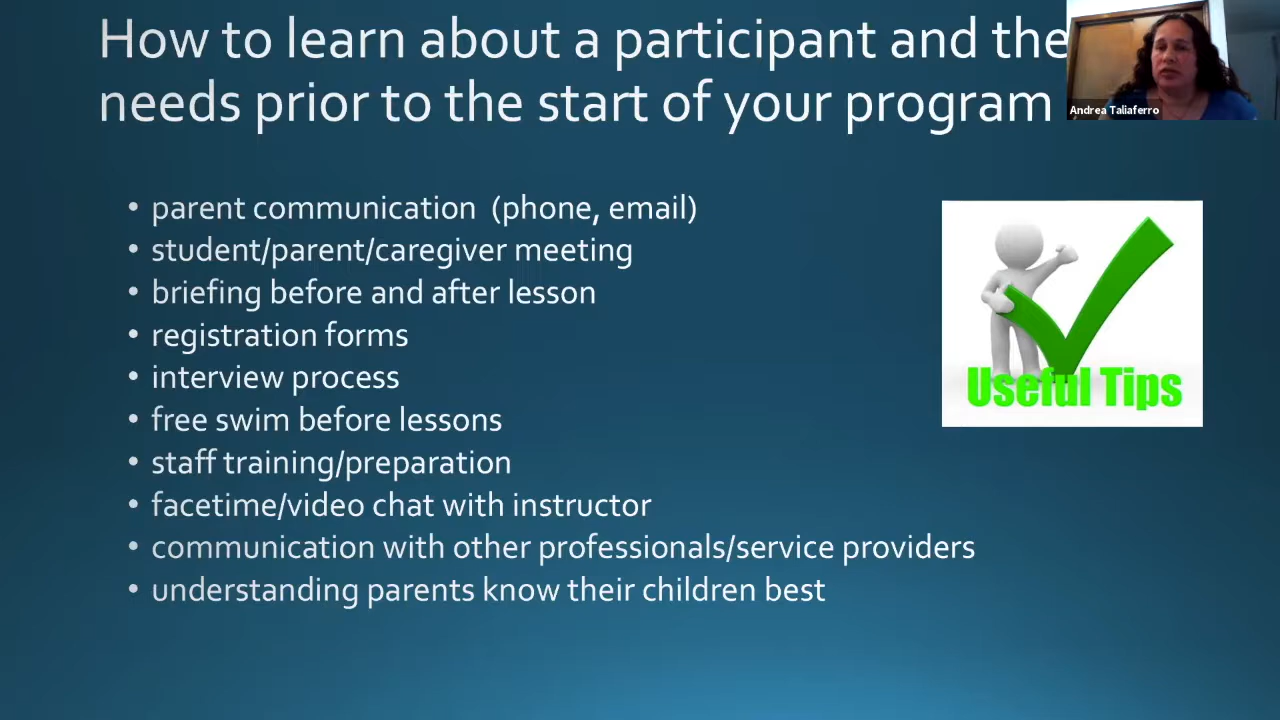 How to learn about a participant and the
needs prior to the start of your program
Andrea Taliaferro
• parent communication (phone, email)
• student/parent/caregiver meeting
• briefing before and after lesson
• registration forms
• interview process
• free swim before lessons
• staff training/preparation
• facetime/video chat with instructor
• communication with other professionals/service providers
• understanding parents know their children best
Useful Tips